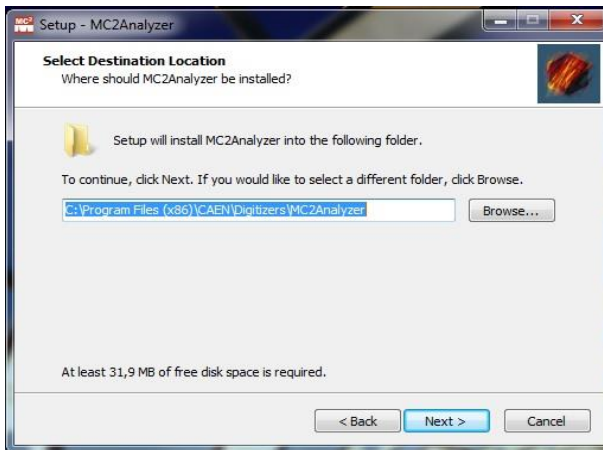 MC²
Setup - MC2Analyzer
Select Destination Location
Where should MC2Analyzer be installed?
Setup will install MC2Analyzer into the following folder.
To continue, click Next. If you would like to select a different folder, click Browse.
C:\Program Files (x86)\CAEN\Digitizers\MC2Analyzer
Browse...
At least 31,9 MB of free disk space is required.
< Back
Next >
Cancel